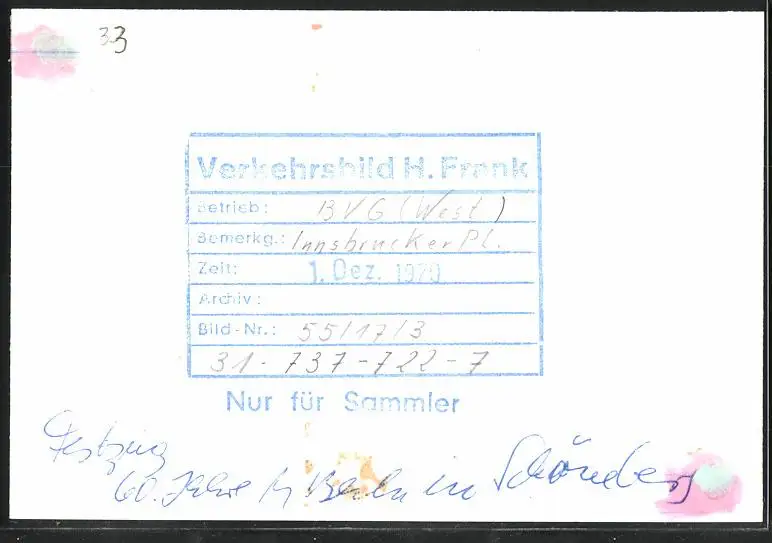 33
Verkehrsbild H. Frank
Betrieb: BVG (West)
Bemerkg.: Innsbrucker Pl.
Zeit: 1. Dez. 1979
Archiv:
Bild-Nr.: 55/17/3
31-737-722-7
Nur für Sammler
Festzug
60. Jahre Berlin in Schöneberg